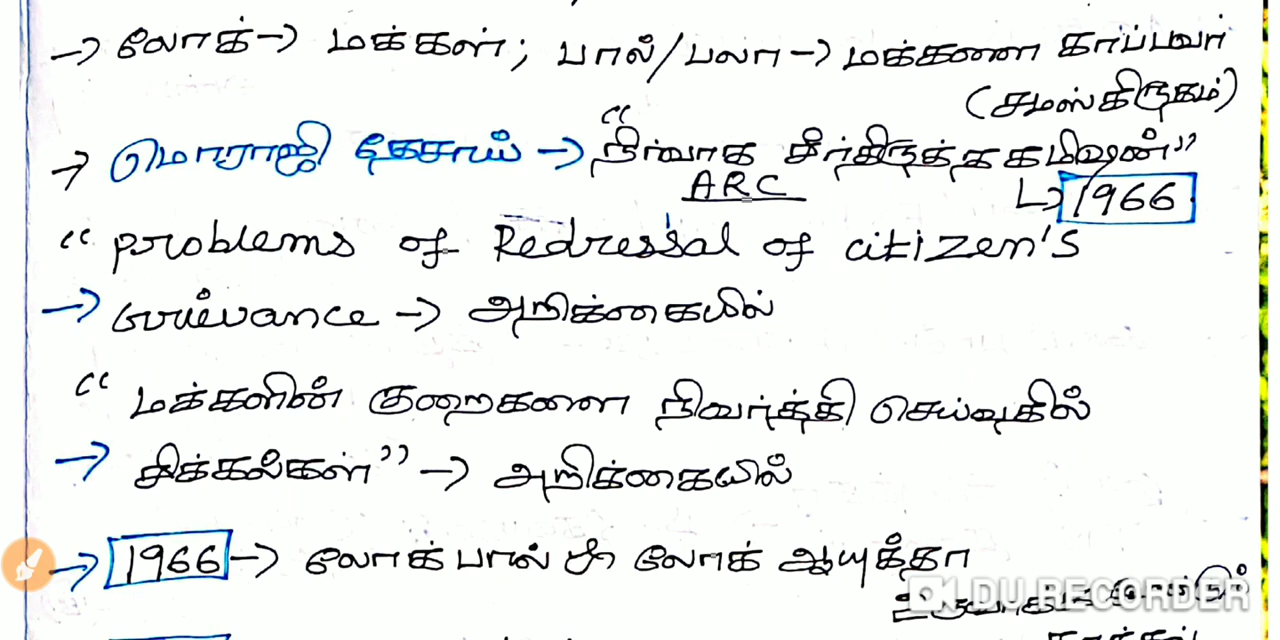 → லோக் → மக்கள்; பால்/பலா → மக்களை காப்பவர்
(சமஸ்கிருதம்)
→ மொராஜி தேசாய் → "நிர்வாக சீர்திருத்த கமிஷன்"
ARC ↳ 1966
"problems of Redressal of citizen's
→ Grievance → அறிக்கையில்
"மக்களின் குறைகளை நிவர்த்தி செய்வதில்
→ சிக்கல்கள்" → அறிக்கையில்
→ 1966 → லோக்பால் & லோக் ஆயுக்தா
DU RECORDER